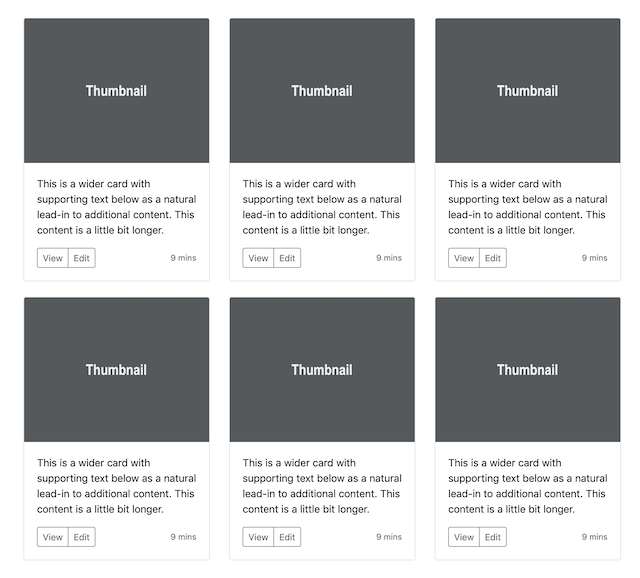 Thumbnail
This is a wider card with
supporting text below as a natural
lead-in to additional content. This
content is a little bit longer.
View Edit 9 mins
Thumbnail
This is a wider card with
supporting text below as a natural
lead-in to additional content. This
content is a little bit longer.
View Edit 9 mins
Thumbnail
This is a wider card with
supporting text below as a natural
lead-in to additional content. This
content is a little bit longer.
View Edit 9 mins
Thumbnail
This is a wider card with
supporting text below as a natural
lead-in to additional content. This
content is a little bit longer.
View Edit 9 mins
Thumbnail
This is a wider card with
supporting text below as a natural
lead-in to additional content. This
content is a little bit longer.
View Edit 9 mins
Thumbnail
This is a wider card with
supporting text below as a natural
lead-in to additional content. This
content is a little bit longer.
View Edit 9 mins